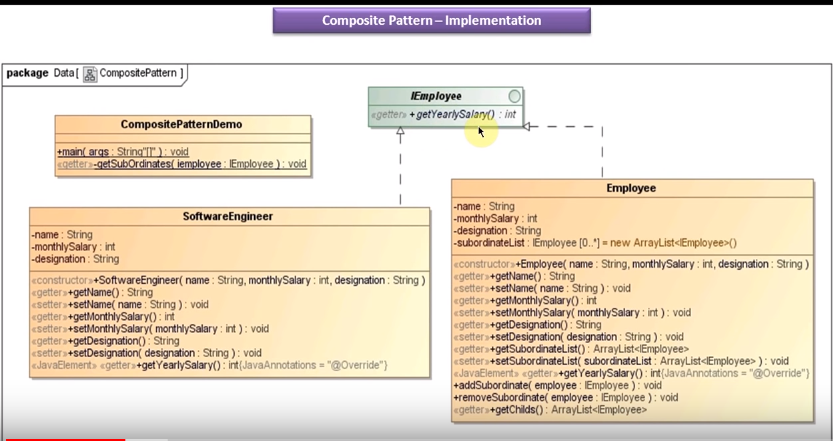 Composite Pattern – Implementation
package Data [ CompositePattern ]
IEmployee
«getter» +getYearlySalary() : int
CompositePatternDemo
+main( args : String"[]" ) : void
«getter»-getSubOrdinates( iemployee : IEmployee ) : void
SoftwareEngineer
-name : String
-monthlySalary : int
-designation : String
«constructor»+SoftwareEngineer( name : String, monthlySalary : int, designation : String )
«getter»+getName() : String
«setter»+setName( name : String ) : void
«getter»+getMonthlySalary() : int
«setter»+setMonthlySalary( monthlySalary : int ) : void
«getter»+getDesignation() : String
«setter»+setDesignation( designation : String ) : void
«JavaElement» «getter»+getYearlySalary() : int{JavaAnnotations = "@Override"}
Employee
-name : String
-monthlySalary : int
-designation : String
-subordinateList : IEmployee [0..*] = new ArrayList<IEmployee>()
«constructor»+Employee( name : String, monthlySalary : int, designation : String )
«getter»+getName() : String
«setter»+setName( name : String ) : void
«getter»+getMonthlySalary() : int
«setter»+setMonthlySalary( monthlySalary : int ) : void
«getter»+getDesignation() : String
«setter»+setDesignation( designation : String ) : void
«getter»+getSubordinateList() : ArrayList<IEmployee>
«setter»+setSubordinateList( subordinateList : ArrayList<IEmployee> ) : void
«JavaElement» «getter»+getYearlySalary() : int{JavaAnnotations = "@Override"}
+addSubordinate( employee : IEmployee ) : void
+removeSubordinate( employee : IEmployee ) : void
«getter»+getChilds() : ArrayList<IEmployee>